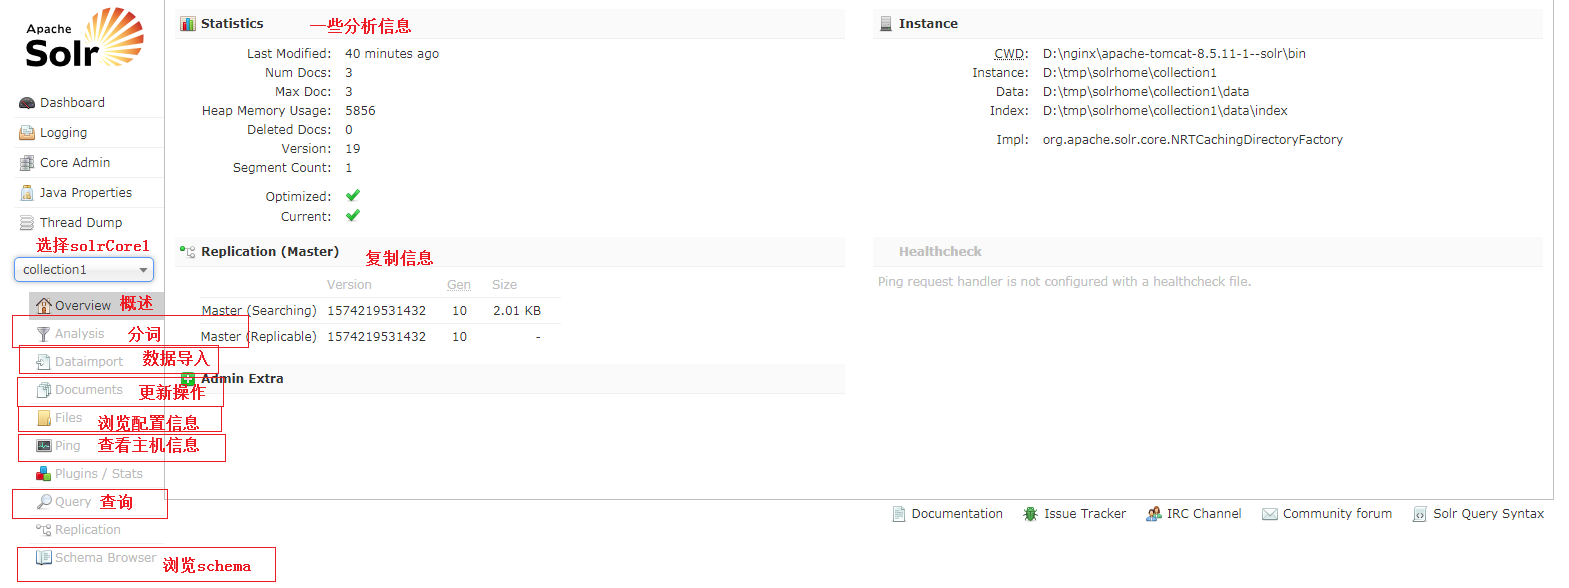 Apache
Solr
Dashboard
Logging
Core Admin
Java Properties
Thread Dump
选择solrCore1
collection1
Overview 概述
Analysis 分词
Dataimport 数据导入
Documents 更新操作
Files 浏览配置信息
Ping 查看主机信息
Plugins / Stats
Query 查询
Replication
Schema Browser 浏览schema
Statistics 一些分析信息
Last Modified: 40 minutes ago
Num Docs: 3
Max Doc: 3
Heap Memory Usage: 5856
Deleted Docs: 0
Version: 19
Segment Count: 1
Optimized:
Current:
Instance
CWD: D:\nginx\apache-tomcat-8.5.11-1--solr\bin
Instance: D:\tmp\solrhome\collection1
Data: D:\tmp\solrhome\collection1\data
Index: D:\tmp\solrhome\collection1\data\index
Impl: org.apache.solr.core.NRTCachingDirectoryFactory
Replication (Master) 复制信息
Version Gen Size
Master (Searching) 1574219531432 10 2.01 KB
Master (Replicable) 1574219531432 10 -
Healthcheck
Ping request handler is not configured with a healthcheck file.
Admin Extra
Documentation Issue Tracker IRC Channel Community forum Solr Query Syntax